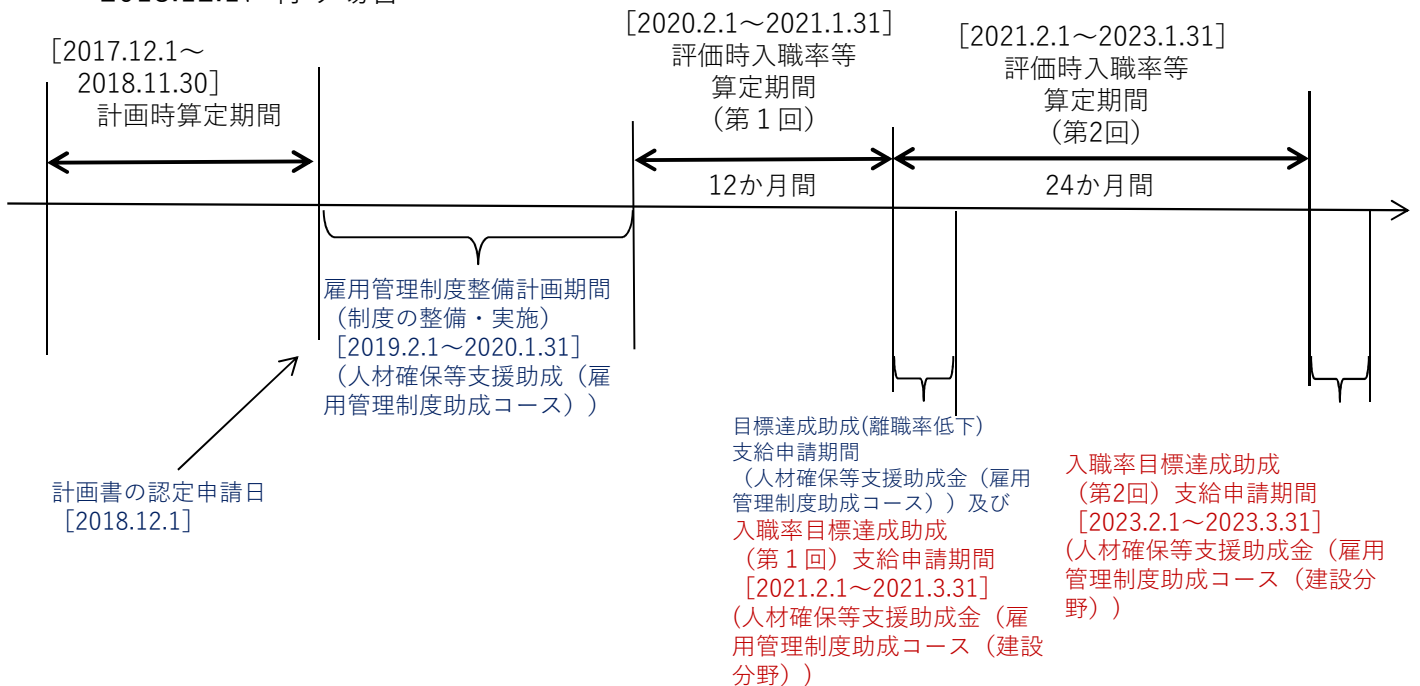 [2017.12.1～
2018.11.30]
計画時算定期間
[2020.2.1～2021.1.31]
評価時入職率等
算定期間
(第１回)
[2021.2.1～2023.1.31]
評価時入職率等
算定期間
(第2回)
12か月間
24か月間
雇用管理制度整備計画期間
（制度の整備・実施）
[2019.2.1～2020.1.31]
（人材確保等支援助成（雇
用管理制度助成コース））
計画書の認定申請日
[2018.12.1]
目標達成助成(離職率低下)
支給申請期間
（人材確保等支援助成金（雇用
管理制度助成コース））及び
入職率目標達成助成
（第１回）支給申請期間
[2021.2.1～2021.3.31]
(人材確保等支援助成金（雇
用管理制度助成コース（建設
分野））
入職率目標達成助成
（第2回）支給申請期間
[2023.2.1～2023.3.31]
(人材確保等支援助成金（雇用
管理制度助成コース（建設分
野））